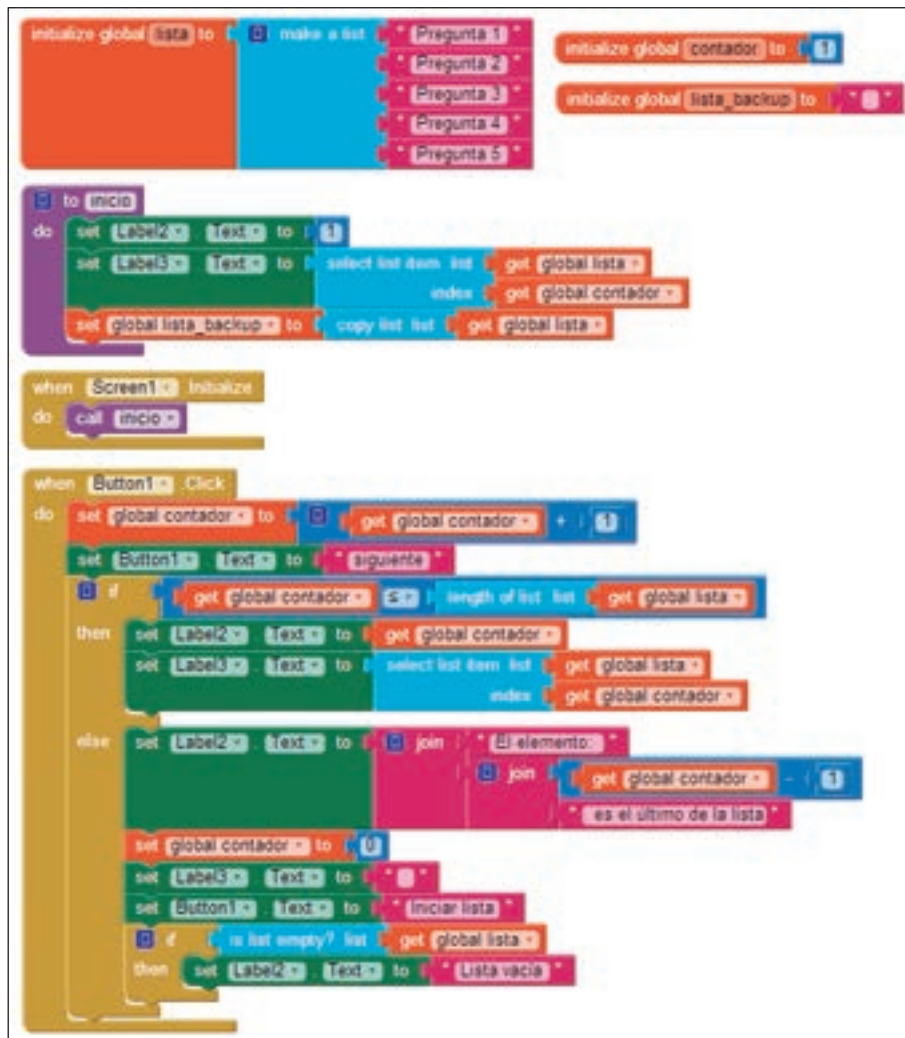 initialize global lista to make a list " Pregunta 1 "
" Pregunta 2 "
" Pregunta 3 "
" Pregunta 4 "
" Pregunta 5 "
initialize global contador to 1
initialize global lista_backup to " "
to inicio
do set Label2 . Text to 1
set Label3 . Text to select list item list get global lista
index get global contador
set global lista_backup to copy list list get global lista
when Screen1 .Initialize
do call inicio
when Button1 .Click
do set global contador to get global contador + 1
set Button1 . Text to " siguiente "
if get global contador ≤ length of list list get global lista
then set Label2 . Text to get global contador
set Label3 . Text to select list item list get global lista
index get global contador
else set Label2 . Text to join " El elemento: "
join get global contador - 1
" es el último de la lista "
set global contador to 0
set Label3 . Text to " "
set Button1 . Text to " Iniciar lista "
if is list empty? list get global lista
then set Label2 . Text to " Lista vacía "